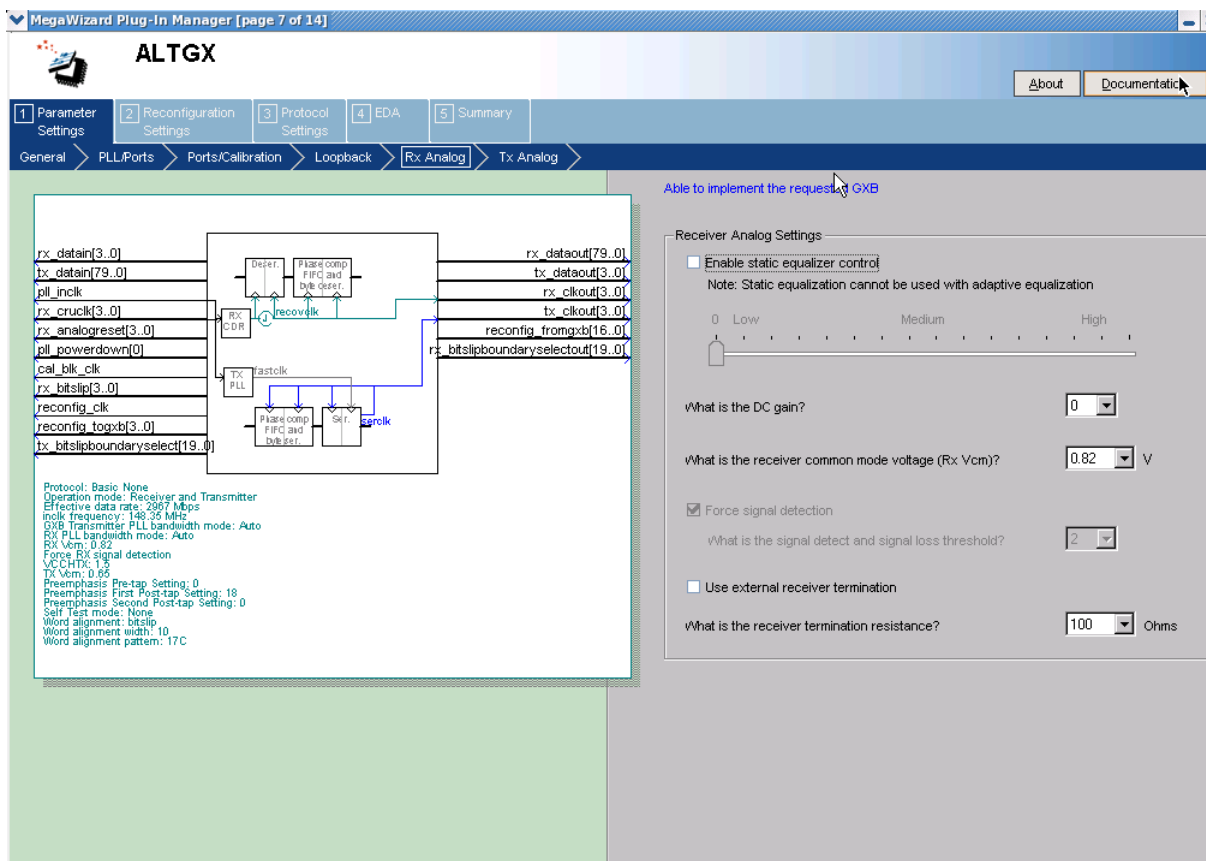 MegaWizard Plug-In Manager [page 7 of 14]
ALTGX
About
Documentatic
1 Parameter Settings
2 Reconfiguration Settings
3 Protocol Settings
4 EDA
5 Summary
General
PLL/Ports
Ports/Calibration
Loopback
Rx Analog
Tx Analog
rx_datain[3..0]
tx_datain[79..0]
pll_inclk
rx_cruclk[3..0]
rx_analogreset[3..0]
pll_powerdown[0]
cal_blk_clk
rx_bitslip[3..0]
reconfig_clk
reconfig_togxb[3..0]
tx_bitslipboundaryselect[19..0]
Deser.
Phase comp
FIFO and
byte deser.
RX
CDR
recovclk
TX
PLL
fastclk
Phase comp
FIFO and
byte ser.
Ser.
serclk
rx_dataout[79..0]
tx_dataout[3..0]
rx_clkout[3..0]
tx_clkout[3..0]
reconfig_fromgxb[16..0]
rx_bitslipboundaryselectout[19..0]
Protocol: Basic None
Operation mode: Receiver and Transmitter
Effective data rate: 2967 Mbps
inclk frequency: 148.35 MHz
GXB Transmitter PLL bandwidth mode: Auto
RX PLL bandwidth mode: Auto
RX Vcm: 0.82
Force RX signal detection
VCCHTX: 1.5
TX Vcm: 0.65
Preemphasis Pre-tap Setting: 0
Preemphasis First Post-tap Setting: 18
Preemphasis Second Post-tap Setting: 0
Self Test mode: None
Word alignment: bitslip
Word alignment width: 10
Word alignment pattern: 17C
Able to implement the requested GXB
Receiver Analog Settings
Enable static equalizer control
Note: Static equalization cannot be used with adaptive equalization
0 Low Medium High
What is the DC gain? 0
What is the receiver common mode voltage (Rx Vcm)? 0.82 V
Force signal detection
What is the signal detect and signal loss threshold? 2
Use external receiver termination
What is the receiver termination resistance? 100 Ohms